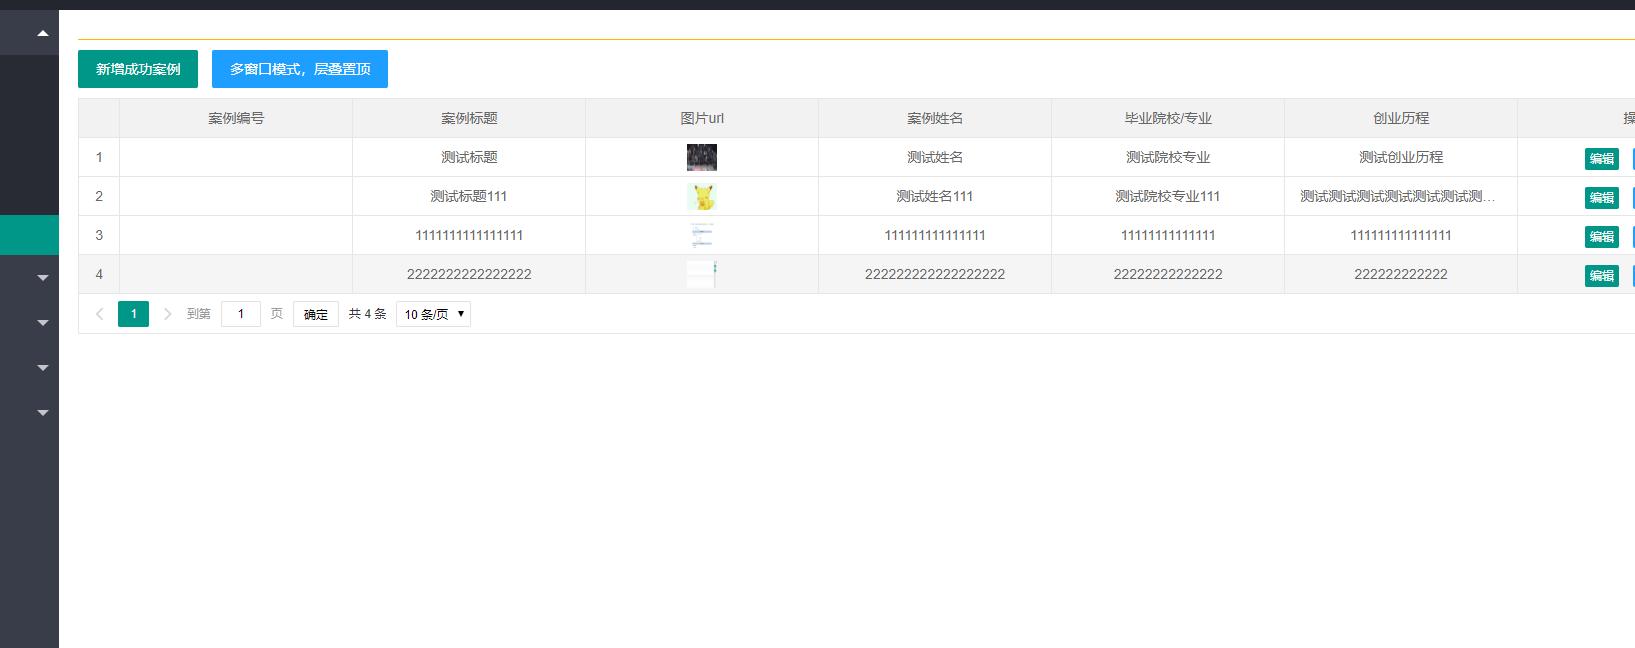 新增成功案例 多窗口模式，层叠置顶
案例编号 案例标题 图片url 案例姓名 毕业院校/专业 创业历程 操
1 测试标题 测试姓名 测试院校专业 测试创业历程 编辑
2 测试标题111 测试姓名111 测试院校专业111 测试测试测试测试测试测试测… 编辑
3 1111111111111111 111111111111111 11111111111111 111111111111111 编辑
4 2222222222222222 222222222222222222 22222222222222 222222222222 编辑
1 到第 1 页 确定 共 4 条 10 条/页